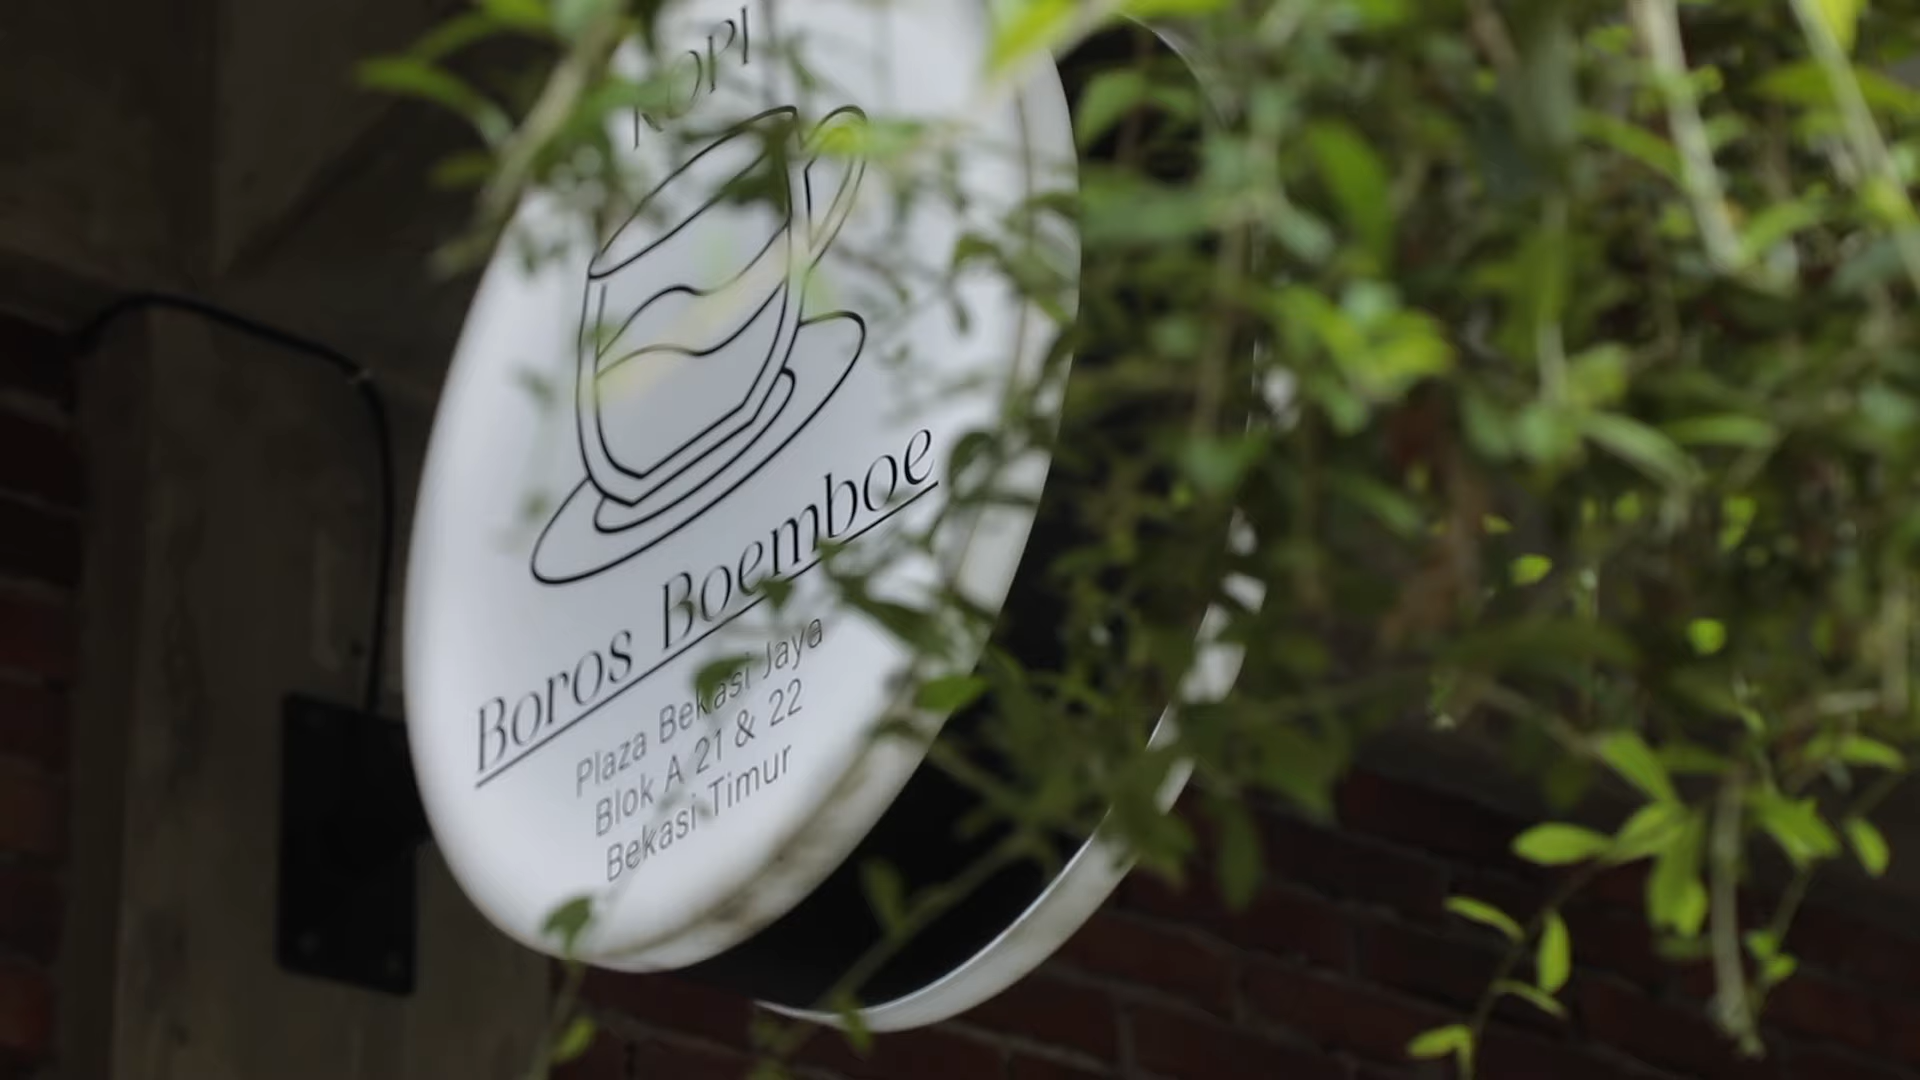 KOPI
Boros Boemboe
Plaza Bekasi Jaya
Blok A 21 & 22
Bekasi Timur